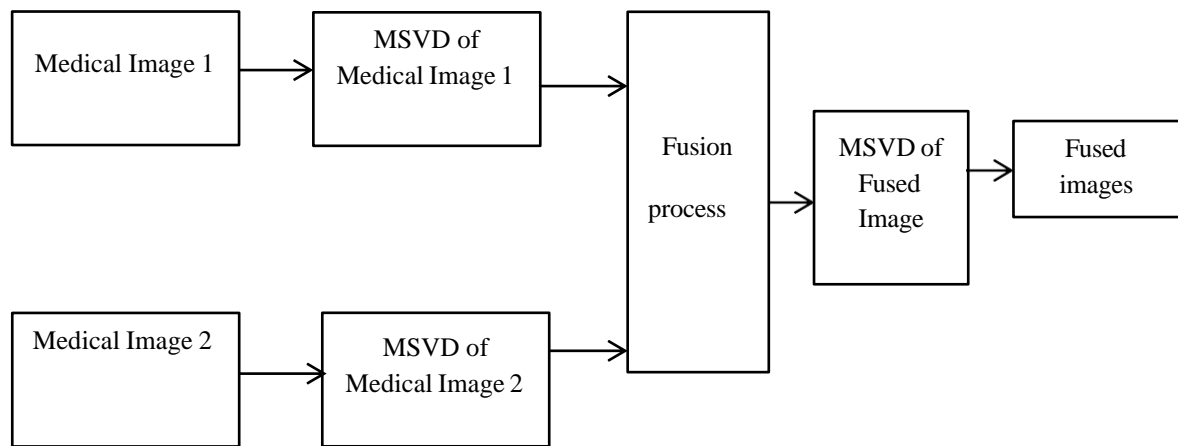 Medical Image 1
MSVD of
Medical Image 1
Fusion
process
MSVD of
Fused
Image
Fused
images
Medical Image 2
MSVD of
Medical Image 2